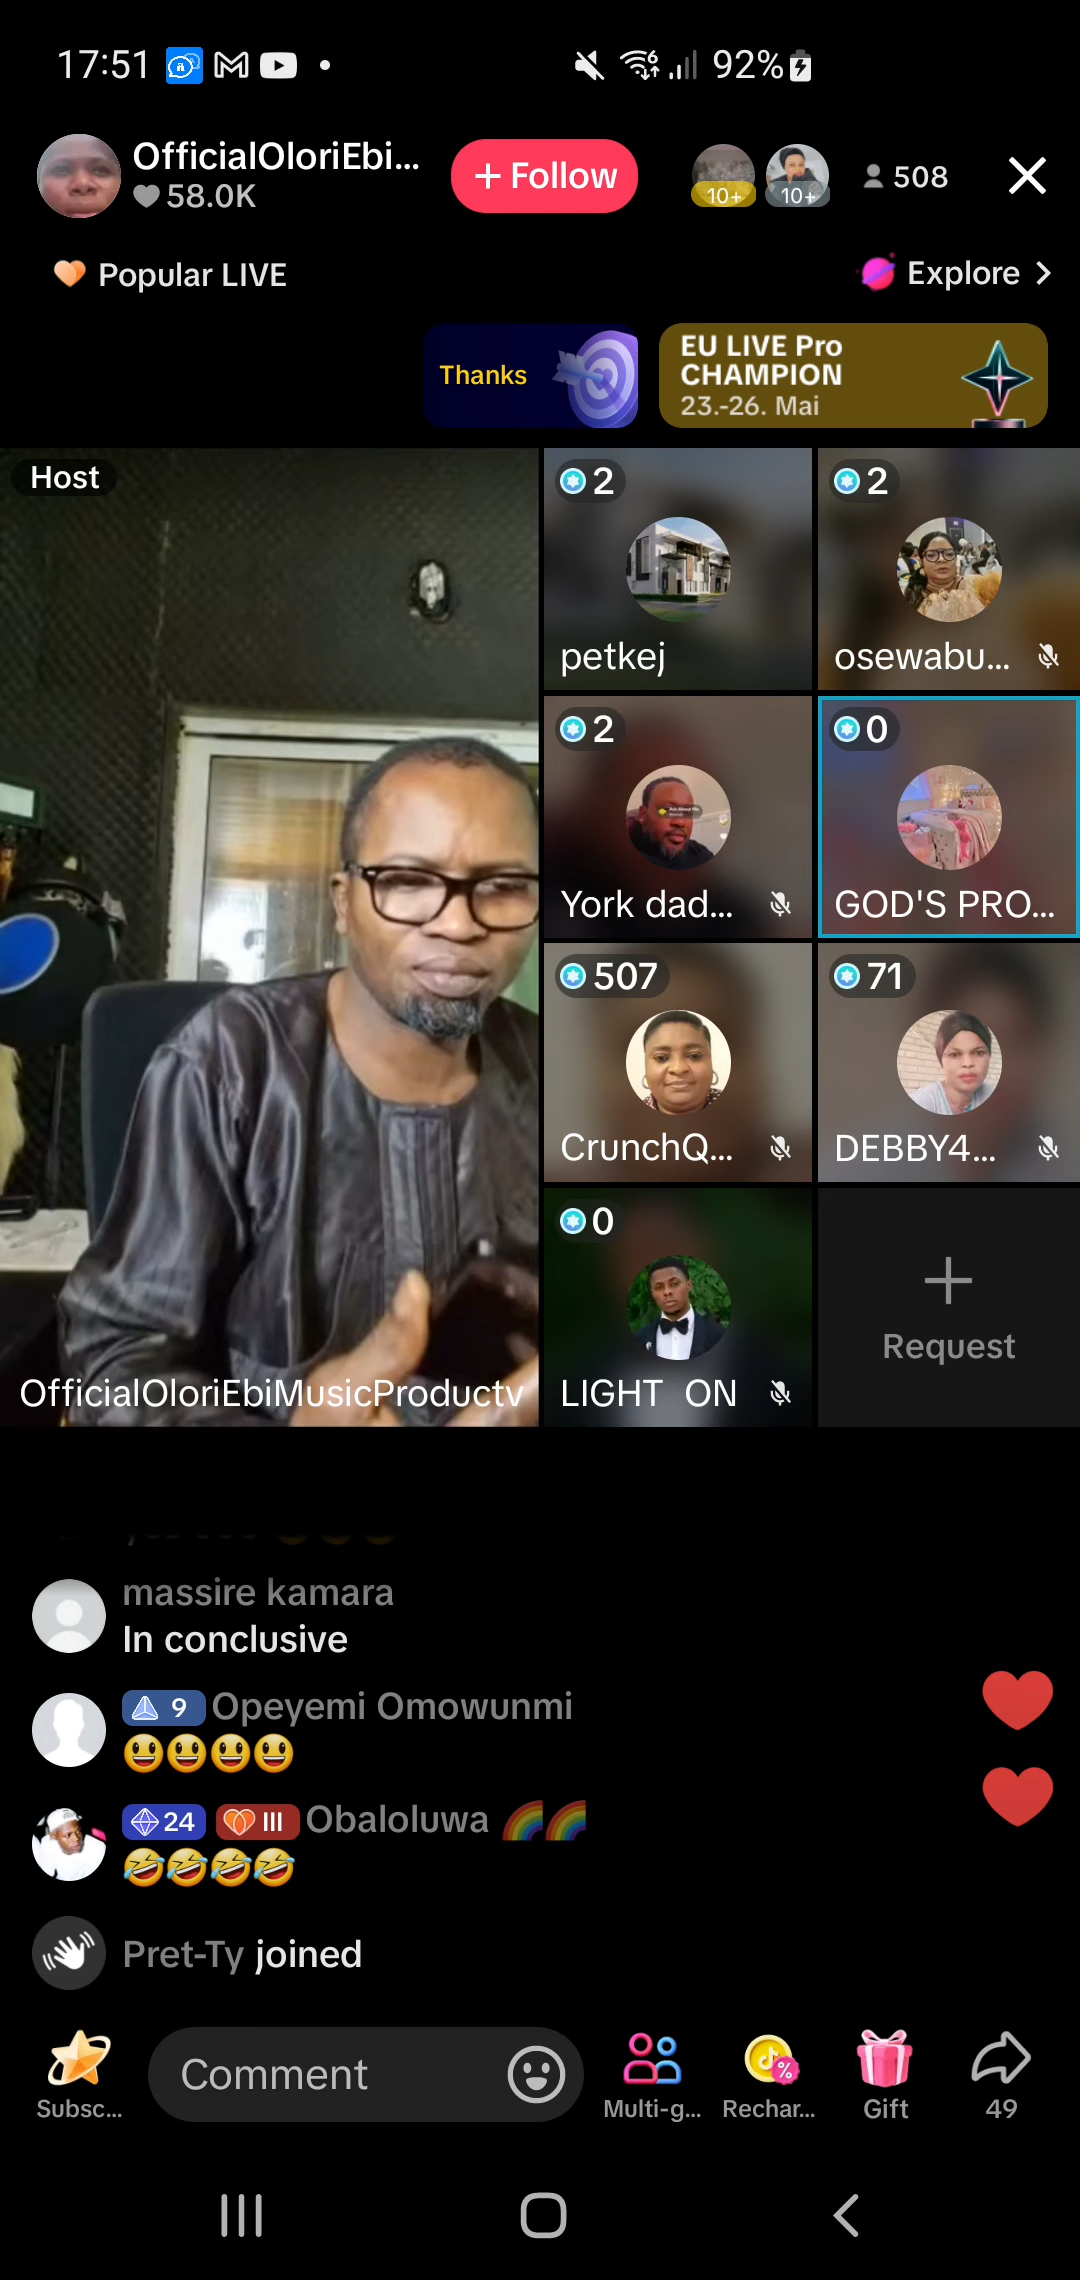 17:51
92%
OfficialOloriEbi...
58.0K
+ Follow
10+
10+
508
Popular LIVE
Explore
Thanks
EU LIVE Pro
CHAMPION
23.-26. Mai
Host
2
petkej
2
osewabu...
2
York dad...
0
GOD'S PRO...
507
CrunchQ...
71
DEBBY4...
OfficialOloriEbiMusicProductv
0
LIGHT ON
Request
massire kamara
In conclusive
9 Opeyemi Omowunmi
😃😃😃😃
24 III Obaloluwa 🌈🌈
🤣🤣🤣🤣
Pret-Ty joined
Comment
Subsc...
Multi-g...
Rechar...
Gift
49